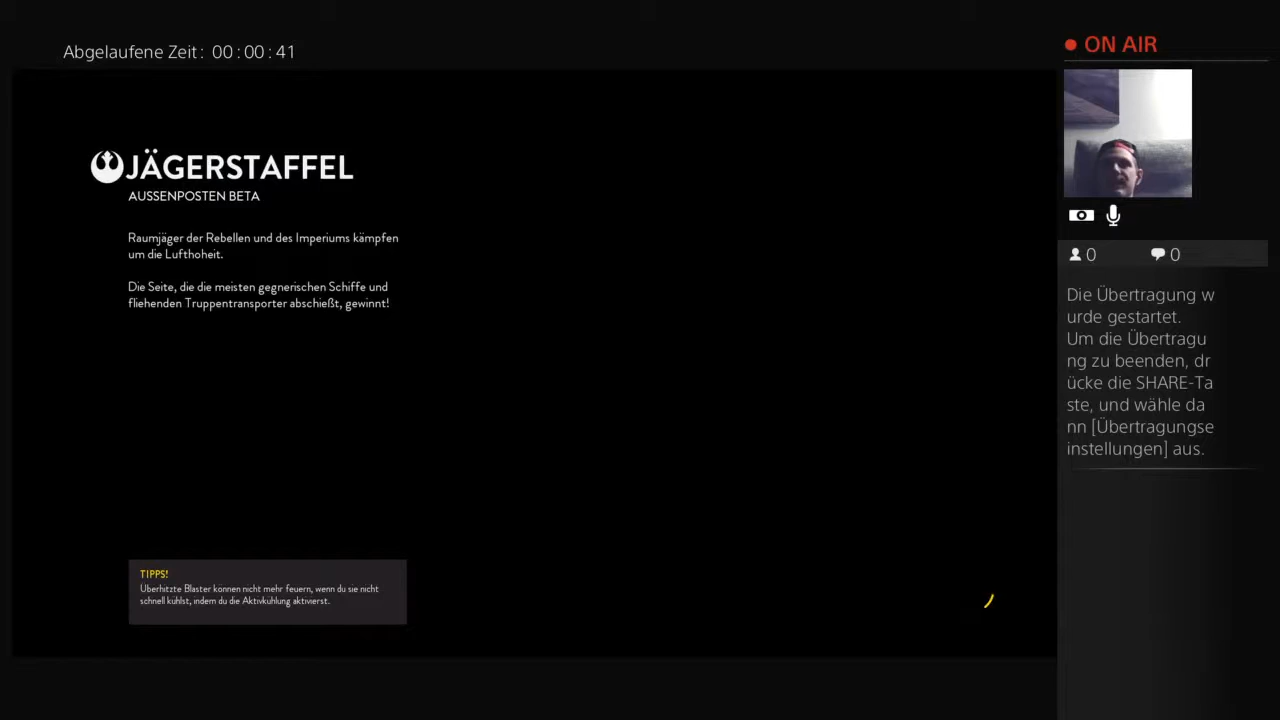 Abgelaufene Zeit: 00:00:41
ON AIR
JÄGERSTAFFEL
AUSSENPOSTEN BETA
Raumjäger der Rebellen und des Imperiums kämpfen
um die Lufthoheit.
Die Seite, die die meisten gegnerischen Schiffe und
fliehenden Truppentransporter abschießt, gewinnt!
TIPPS!
Überhitzte Blaster können nicht mehr feuern, wenn du sie nicht
schnell kühlst, indem du die Aktivkühlung aktivierst.
0 0
Die Übertragung w
urde gestartet.
Um die Übertragu
ng zu beenden, dr
ücke die SHARE-Ta
ste, und wähle da
nn [Übertragungse
instellungen] aus.